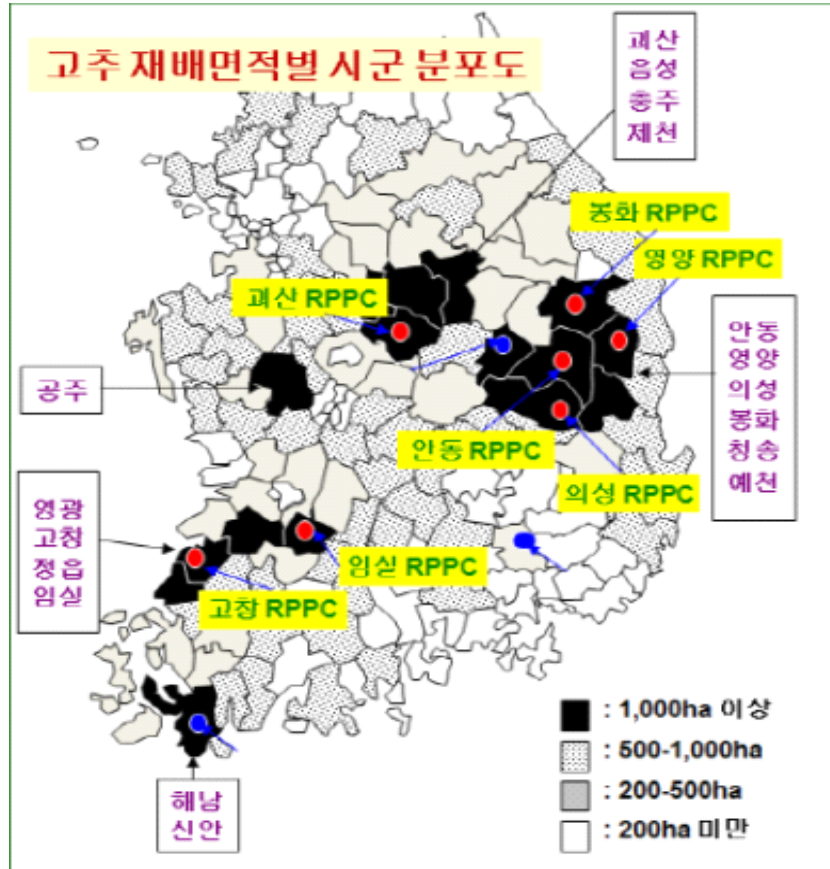 고추 재배면적별 시군 분포도
괴산
음성
충주
제천
봉화 RPPC
영양 RPPC
괴산 RPPC
안동
영양
의성
봉화
청송
예천
공주
안동 RPPC
의성 RPPC
영광
고창
정읍
임실
임실 RPPC
고창 RPPC
해남
신안
: 1,000ha 이상
: 500-1,000ha
: 200-500ha
: 200ha 미만